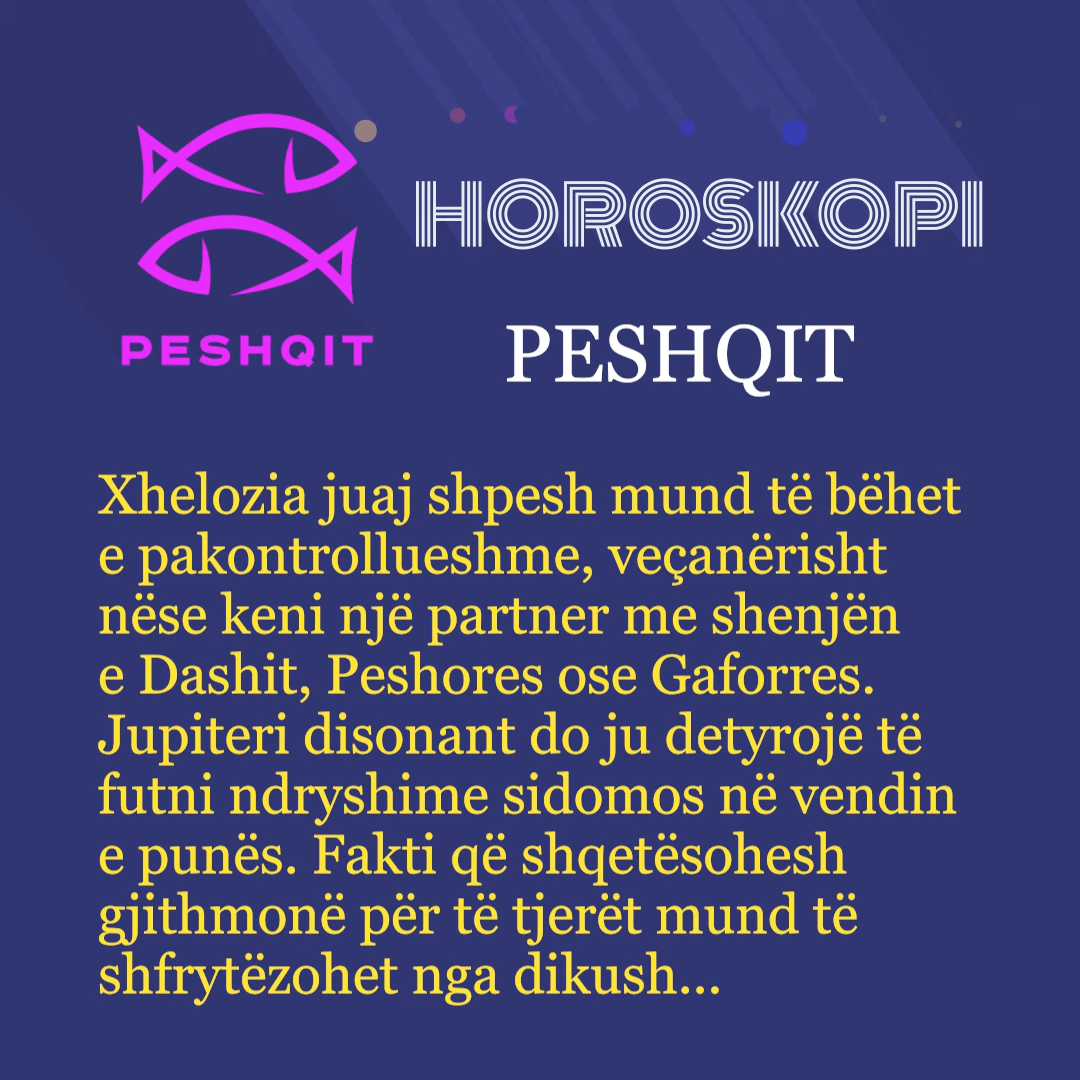 HOROSKOPI
PESHQIT
PESHQIT
Xhelozia juaj shpesh mund të bëhet
e pakontrollueshme, veçanërisht
nëse keni një partner me shenjën
e Dashit, Peshores ose Gaforres.
Jupiteri disonant do ju detyrojë të
futni ndryshime sidomos në vendin
e punës. Fakti që shqetësohesh
gjithmonë për të tjerët mund të
shfrytëzohet nga dikush...